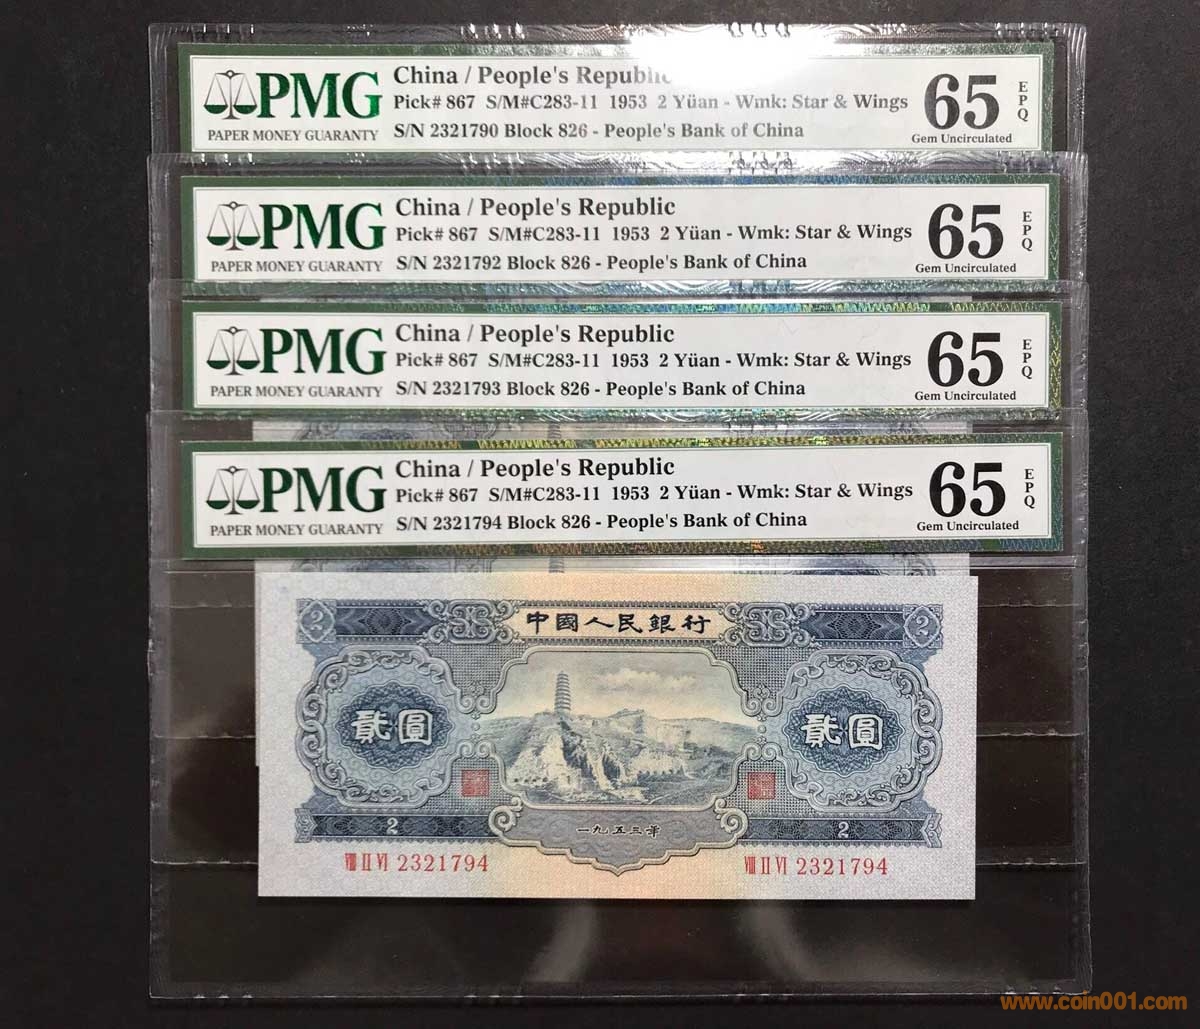 PMG
PAPER MONEY GUARANTY
China / People's Republic
Pick# 867 S/M#C283-11 1953 2 Yüan - Wmk: Star & Wings
S/N 2321790 Block 826 - People's Bank of China
65
EPQ
Gem Uncirculated
PMG
PAPER MONEY GUARANTY
China / People's Republic
Pick# 867 S/M#C283-11 1953 2 Yüan - Wmk: Star & Wings
S/N 2321792 Block 826 - People's Bank of China
65
EPQ
Gem Uncirculated
PMG
PAPER MONEY GUARANTY
China / People's Republic
Pick# 867 S/M#C283-11 1953 2 Yüan - Wmk: Star & Wings
S/N 2321793 Block 826 - People's Bank of China
65
EPQ
Gem Uncirculated
PMG
PAPER MONEY GUARANTY
China / People's Republic
Pick# 867 S/M#C283-11 1953 2 Yüan - Wmk: Star & Wings
S/N 2321794 Block 826 - People's Bank of China
65
EPQ
Gem Uncirculated
2 中國人民銀行 2
貳圓 貳圓
2 一九五三年 2
VIII II VI 2321794 VIII II VI 2321794
www.coin001.com